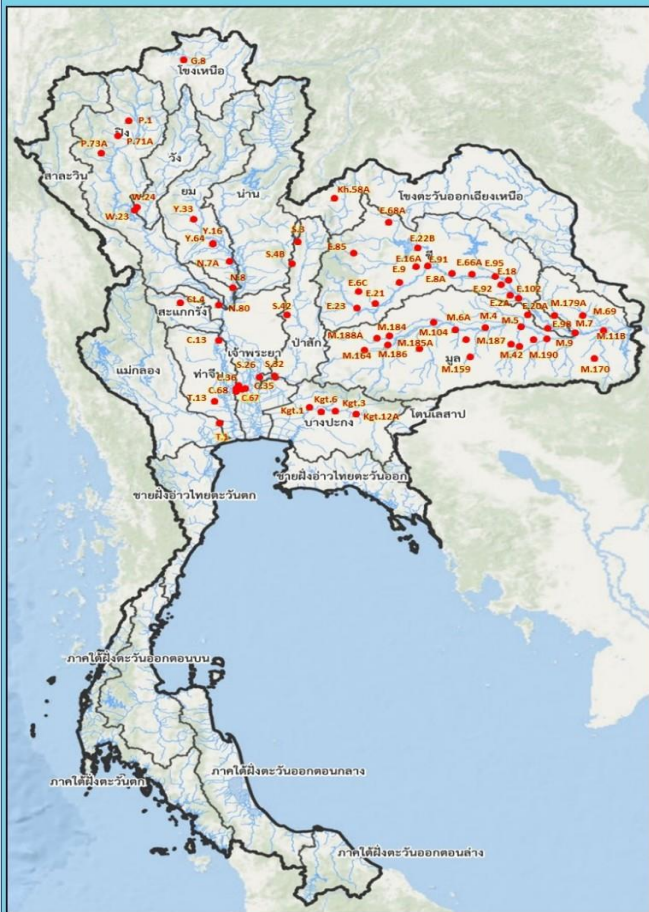 G.8
โขงเหนือ
P.1
ปิง
P.71A
P.73A
วัง
สาละวิน
น่าน
Kh.58A
โขงตะวันออกเฉียงเหนือ
ยม
W.24
W.23
Y.33
E.68A
Y.16
Y.64
S.3
E.22B
ชี
S.4B
E.85
E.16A
E.91
N.7A
E.9
E.8A
E.66A
E.95
E.18
N.8
E.6C
E.92
E.102
Ct.4
E.2A
สะแกกรัง
N.80
S.42
E.23
E.21
E.20A
M.179A
M.69
M.6A
M.4
M.5
E.98
M.7
C.13
เจ้าพระยา
ป่าสัก
M.188A
M.184
M.104
M.11B
M.187
M.9
M.164
M.186
M.185A
มูล
M.42
M.190
M.159
M.170
แม่กลอง
ท่าจีน
S.26
S.32
C.36
C.35
C.68
C.67
T.13
Kgt.1
Kgt.6
Kgt.3
Kgt.12A
โตนเลสาป
บางปะกง
T.1
ชายฝั่งอ่าวไทยตะวันออก
ชายฝั่งอ่าวไทยตะวันตก
ภาคใต้ฝั่งตะวันออกตอนบน
ภาคใต้ฝั่งตะวันตก
ภาคใต้ฝั่งตะวันออกตอนกลาง
ภาคใต้ฝั่งตะวันออกตอนล่าง